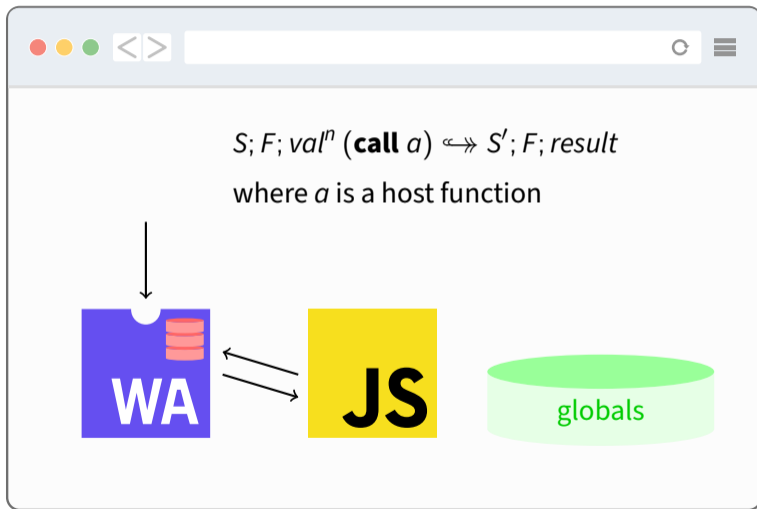 S; F; valⁿ (call a) ↪↠ S′; F; result
where a is a host function
WA
JS
globals